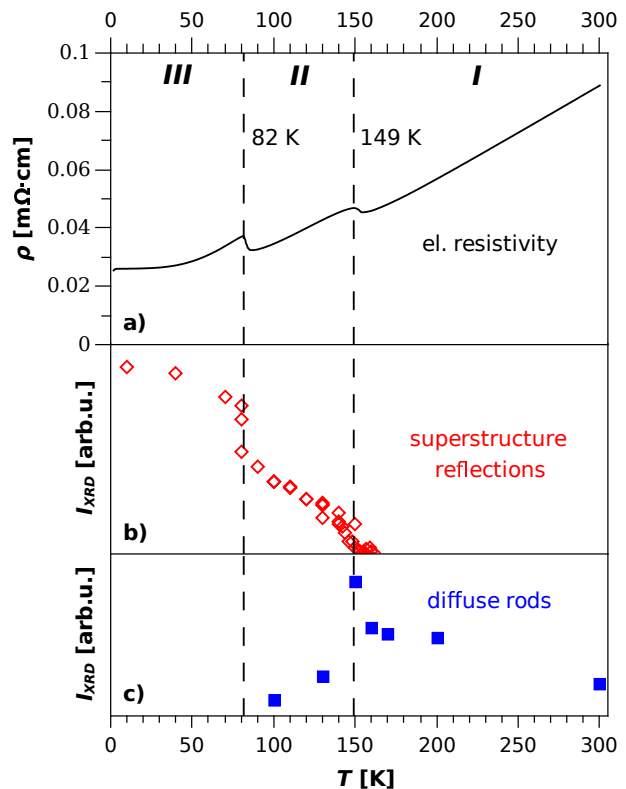 0 50 100 150 200 250 300
0.1
0.08
0.06
0.04
0.02
0
ρ [mΩ·cm]
III II I
82 K 149 K
el. resistivity
a)
I_XRD [arb.u.]
superstructure
reflections
b)
I_XRD [arb.u.]
diffuse rods
c)
0 50 100 150 200 250 300
T [K]